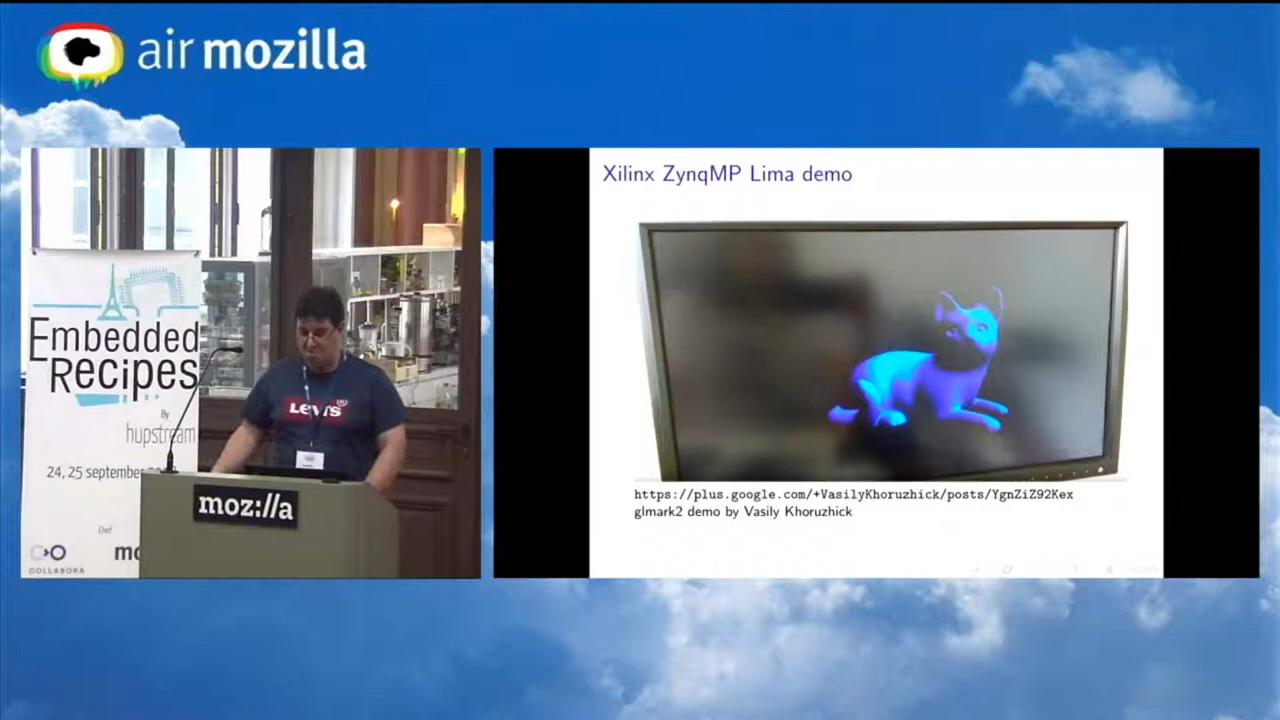 air mozilla
Embedded
Recipes
By
hupstream
24, 25 september
COLLABORA
LEVI'S
moz://a
Xilinx ZynqMP Lima demo
https://plus.google.com/+VasilyKhoruzhick/posts/YgnZiZ92Kex
glmark2 demo by Vasily Khoruzhick